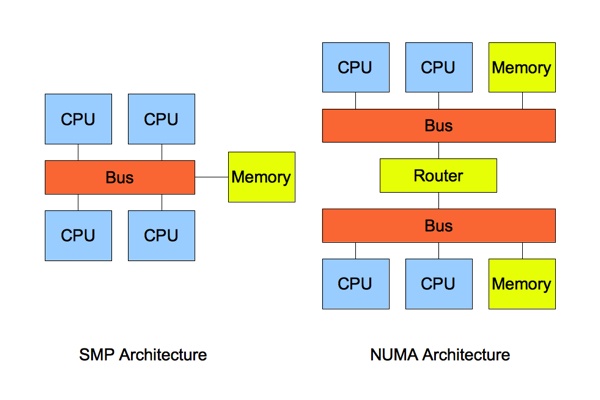 CPU
CPU
Bus
Memory
CPU
CPU
SMP Architecture
CPU
CPU
Memory
Bus
Router
Bus
CPU
CPU
Memory
NUMA Architecture